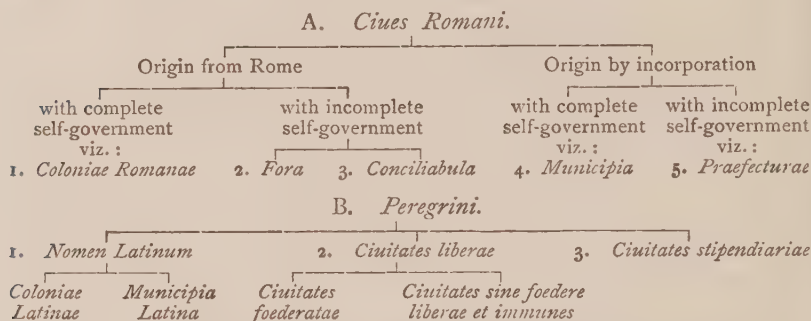 A. Ciues Romani.
Origin from Rome Origin by incorporation
with complete self-government viz. : with incomplete self-government with complete self-government viz. : with incomplete self-government viz. :
1. Coloniae Romanae 2. Fora 3. Conciliabula 4. Municipia 5. Praefecturae
B. Peregrini.
1. Nomen Latinum 2. Ciuitates liberae 3. Ciuitates stipendiariae
Coloniae Latinae Municipia Latina Ciuitates foederatae Ciuitates sine foedere liberae et immunes